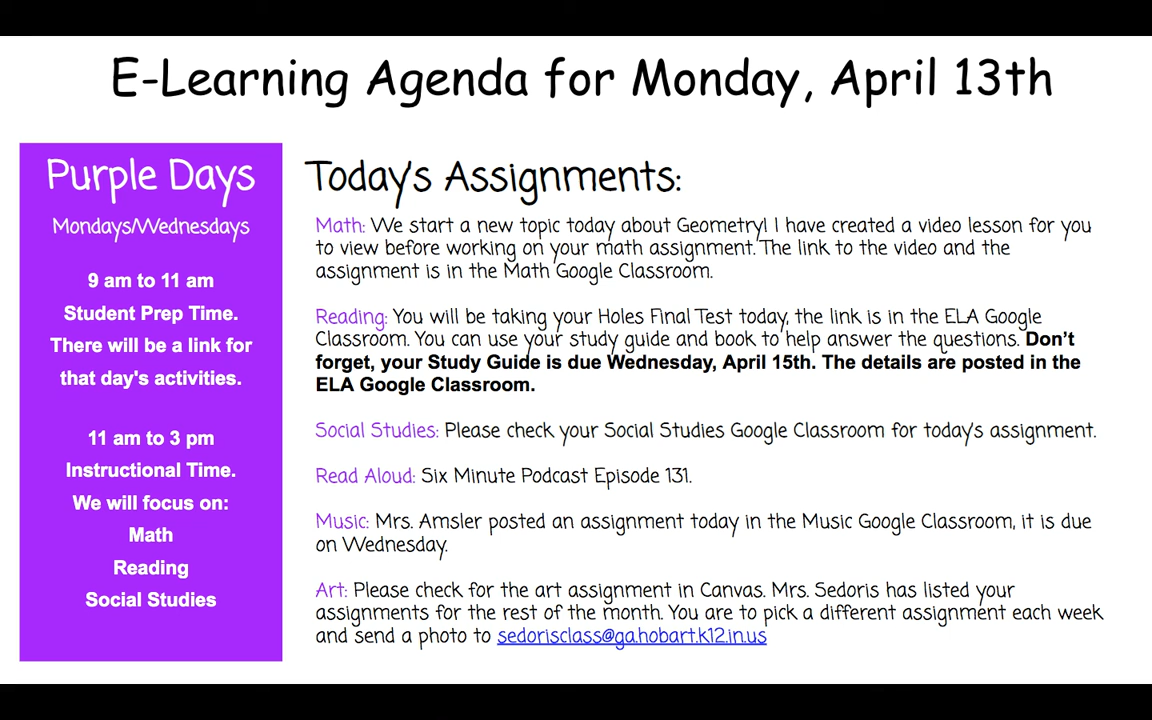 E-Learning Agenda for Monday, April 13th
Purple Days
Mondays/Wednesdays
9 am to 11 am
Student Prep Time.
There will be a link for
that day's activities.
11 am to 3 pm
Instructional Time.
We will focus on:
Math
Reading
Social Studies
Today's Assignments:
Math: We start a new topic today about Geometry! I have created a video lesson for you
to view before working on your math assignment. The link to the video and the
assignment is in the Math Google Classroom.
Reading: You will be taking your Holes Final Test today, the link is in the ELA Google
Classroom. You can use your study guide and book to help answer the questions. Don't
forget, your Study Guide is due Wednesday, April 15th. The details are posted in the
ELA Google Classroom.
Social Studies: Please check your Social Studies Google Classroom for today's assignment.
Read Aloud: Six Minute Podcast Episode 131.
Music: Mrs. Amsler posted an assignment today in the Music Google Classroom, it is due
on Wednesday.
Art: Please check for the art assignment in Canvas. Mrs. Sedoris has listed your
assignments for the rest of the month. You are to pick a different assignment each week
and send a photo to sedorisclass@ga.hobart.k12.in.us